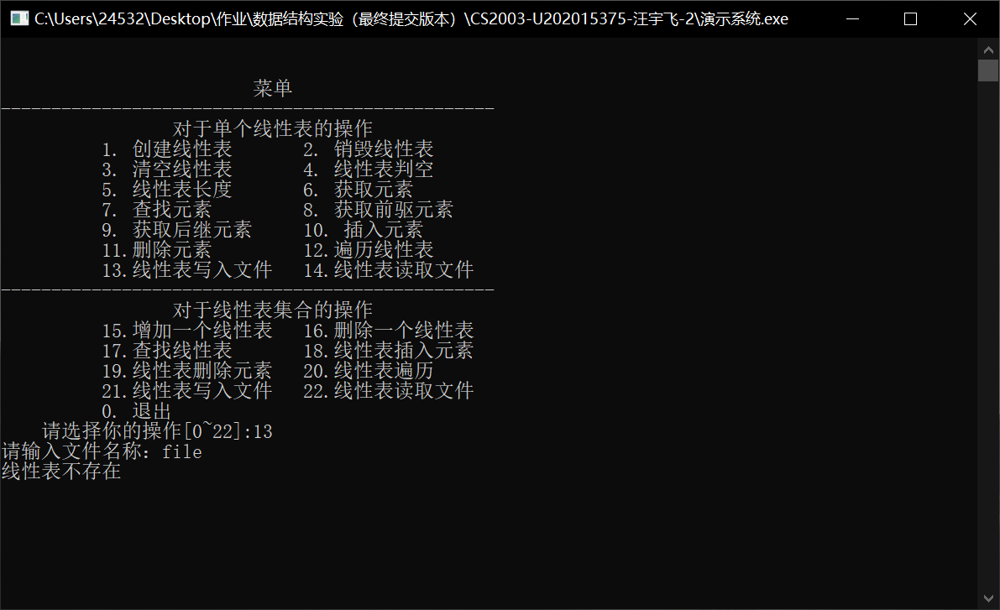 C:\Users\24532\Desktop\作业\数据结构实验（最终提交版本）\CS2003-U202015375-汪宇飞-2\演示系统.exe
菜单
-------------------------------------------------
对于单个线性表的操作
1. 创建线性表 2. 销毁线性表
3. 清空线性表 4. 线性表判空
5. 线性表长度 6. 获取元素
7. 查找元素 8. 获取前驱元素
9. 获取后继元素 10. 插入元素
11.删除元素 12.遍历线性表
13.线性表写入文件 14.线性表读取文件
-------------------------------------------------
对于线性表集合的操作
15.增加一个线性表 16.删除一个线性表
17.查找线性表 18.线性表插入元素
19.线性表删除元素 20.线性表遍历
21.线性表写入文件 22.线性表读取文件
0. 退出
请选择你的操作[0~22]:13
请输入文件名称：file
线性表不存在